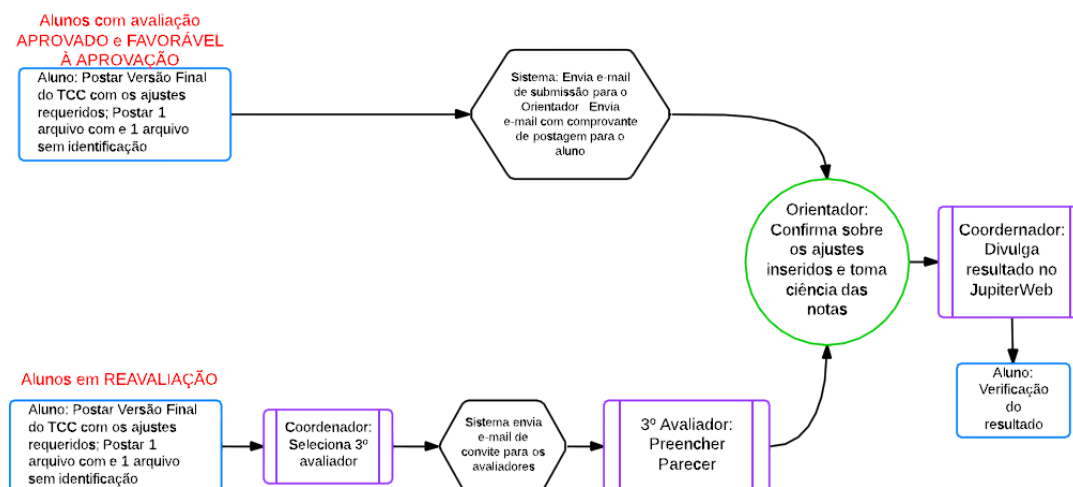 Alunos com avaliação
APROVADO e FAVORÁVEL
À APROVAÇÃO
Aluno: Postar Versão Final
do TCC com os ajustes
requeridos; Postar 1
arquivo com e 1 arquivo
sem identificação
Sistema: Envia e-mail
de submissão para o
Orientador Envia
e-mail com comprovante
de postagem para o
aluno
Orientador:
Confirma sobre
os ajustes
inseridos e toma
ciência das
notas
Coordernador:
Divulga
resultado no
JupiterWeb
Aluno:
Verificação
do
resultado
Alunos em REAVALIAÇÃO
Aluno: Postar Versão Final
do TCC com os ajustes
requeridos; Postar 1
arquivo com e 1 arquivo
sem identificação
Coordenador:
Seleciona 3º
avaliador
Sistema envia
e-mail de
convite para os
avaliadores
3º Avaliador:
Preencher
Parecer